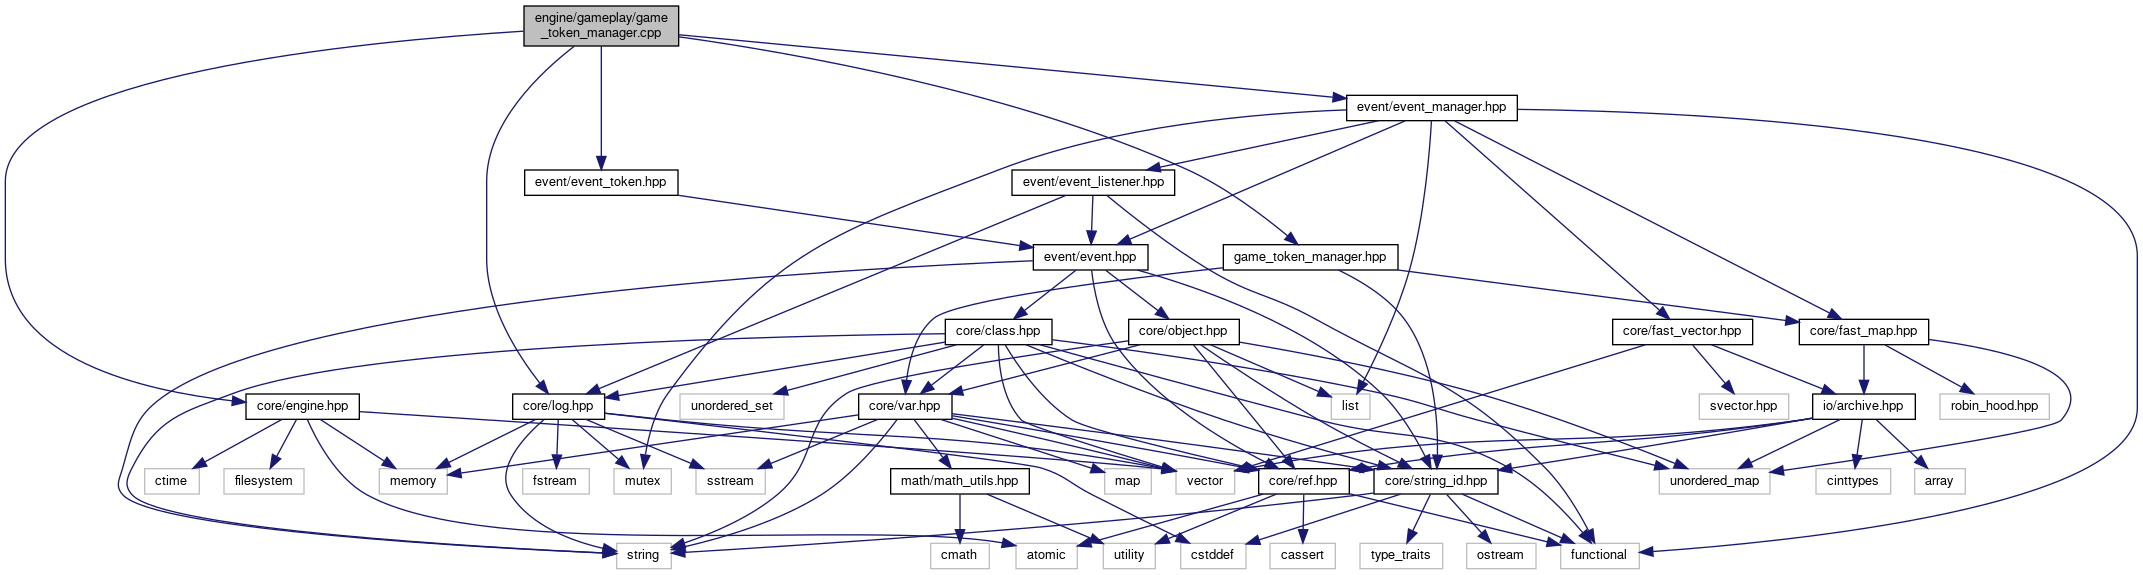 engine/gameplay/game
_token_manager.cpp
event/event_manager.hpp
event/event_token.hpp
event/event_listener.hpp
event/event.hpp
game_token_manager.hpp
core/class.hpp
core/object.hpp
core/fast_vector.hpp
core/fast_map.hpp
core/engine.hpp
core/log.hpp
unordered_set
core/var.hpp
list
svector.hpp
io/archive.hpp
robin_hood.hpp
ctime
filesystem
memory
fstream
mutex
sstream
math/math_utils.hpp
map
vector
core/ref.hpp
core/string_id.hpp
unordered_map
cinttypes
array
string
cmath
atomic
utility
cstddef
cassert
type_traits
ostream
functional